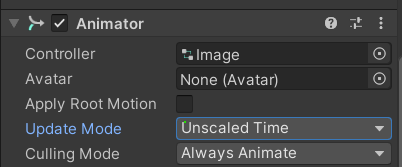 Animator
Controller Image
Avatar None (Avatar)
Apply Root Motion
Update Mode Unscaled Time
Culling Mode Always Animate